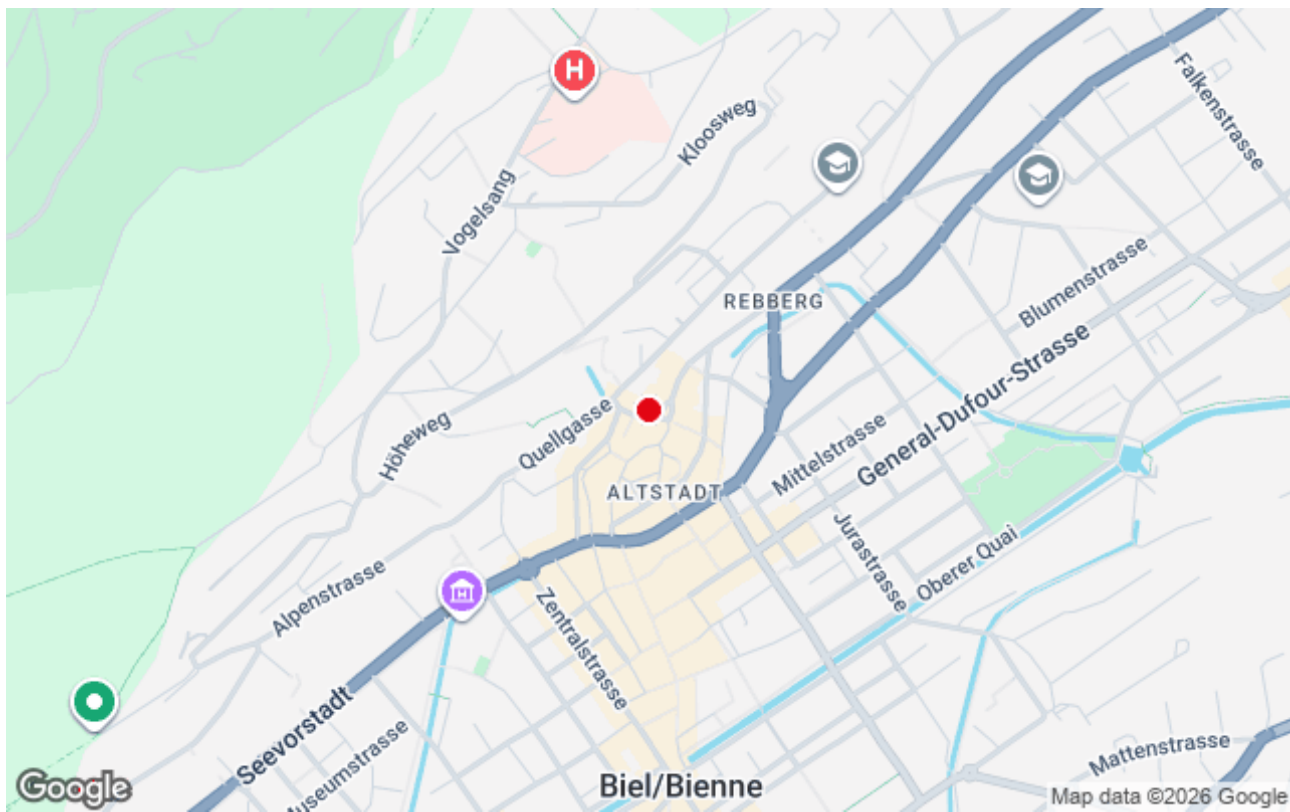 H
Falkenstrasse
Kloosweg
Vogelsang
REBBERG
Blumenstrasse
General-Dufour-Strasse
Höheweg
Quellgasse
Mittelstrasse
ALTSTADT
Jurastrasse
Oberer Quai
Alpenstrasse
Zentralstrasse
Seevorstadt
Museumstrasse
Mattenstrasse
Biel/Bienne
Google
Map data ©2026 Google